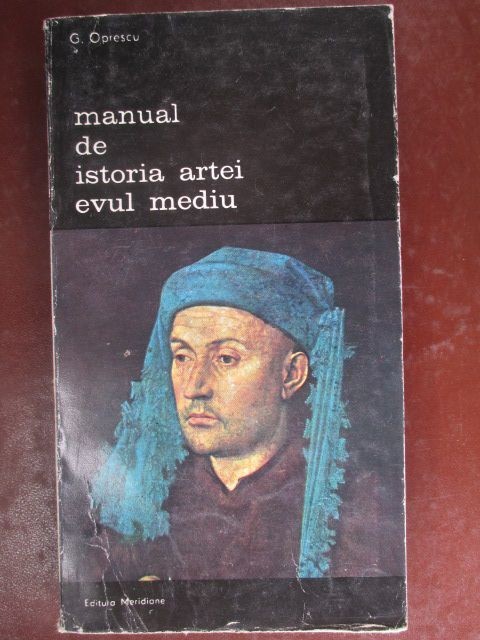 G. Oprescu
manual
de
istoria artei
evul mediu
Editura Meridiane